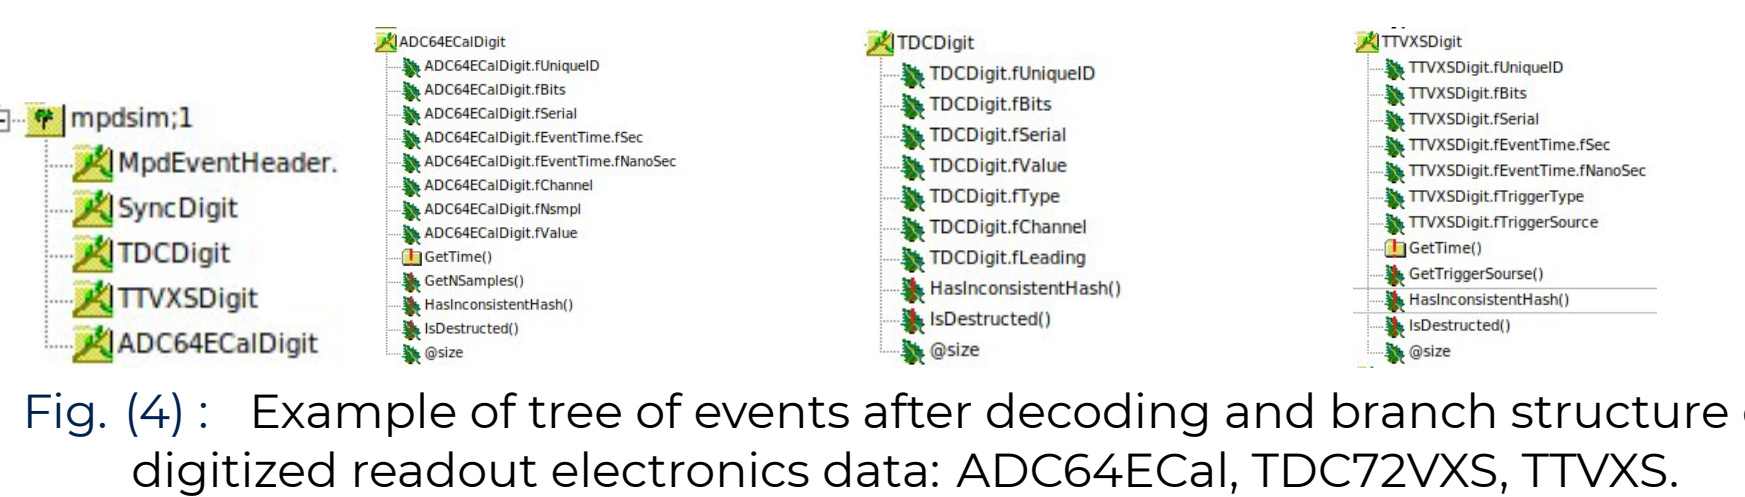 mpdsim;1
MpdEventHeader.
SyncDigit
TDCDigit
TTVXSDigit
ADC64ECalDigit
ADC64ECalDigit
ADC64ECalDigit.fUniqueID
ADC64ECalDigit.fBits
ADC64ECalDigit.fSerial
ADC64ECalDigit.fEventTime.fSec
ADC64ECalDigit.fEventTime.fNanoSec
ADC64ECalDigit.fChannel
ADC64ECalDigit.fNsmpl
ADC64ECalDigit.fValue
GetTime()
GetNSamples()
HasInconsistentHash()
IsDestructed()
@size
TDCDigit
TDCDigit.fUniqueID
TDCDigit.fBits
TDCDigit.fSerial
TDCDigit.fValue
TDCDigit.fType
TDCDigit.fChannel
TDCDigit.fLeading
HasInconsistentHash()
IsDestructed()
@size
TTVXSDigit
TTVXSDigit.fUniqueID
TTVXSDigit.fBits
TTVXSDigit.fSerial
TTVXSDigit.fEventTime.fSec
TTVXSDigit.fEventTime.fNanoSec
TTVXSDigit.fTriggerType
TTVXSDigit.fTriggerSource
GetTime()
GetTriggerSourse()
HasInconsistentHash()
IsDestructed()
@size
Fig. (4) : Example of tree of events after decoding and branch structure
digitized readout electronics data: ADC64ECal, TDC72VXS, TTVXS.